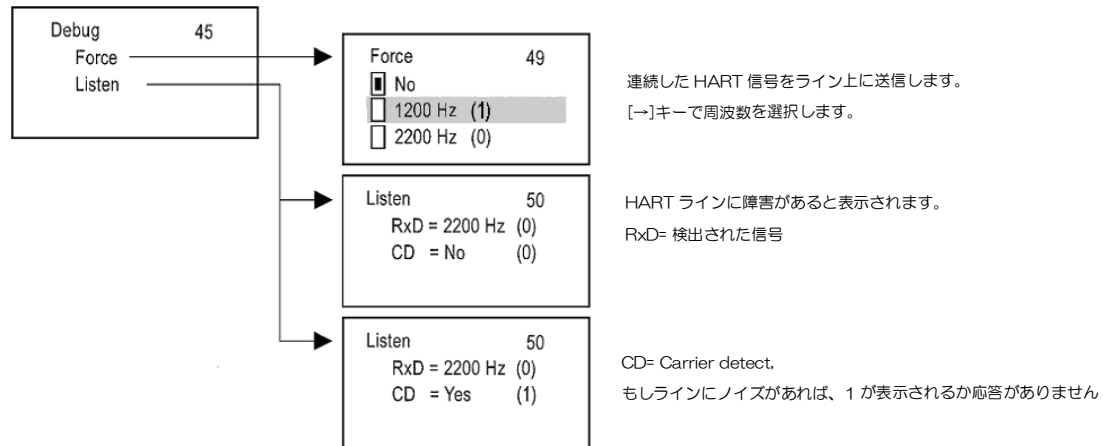 Debug 45
Force
Listen
Force 49
No
1200 Hz (1)
2200 Hz (0)
連続した HART 信号をライン上に送信します。
[→]キーで周波数を選択します。
Listen 50
RxD = 2200 Hz (0)
CD = No (0)
HART ラインに障害があると表示されます。
RxD= 検出された信号
Listen 50
RxD = 2200 Hz (0)
CD = Yes (1)
CD= Carrier detect,
もしラインにノイズがあれば、1 が表示されるか応答がありません